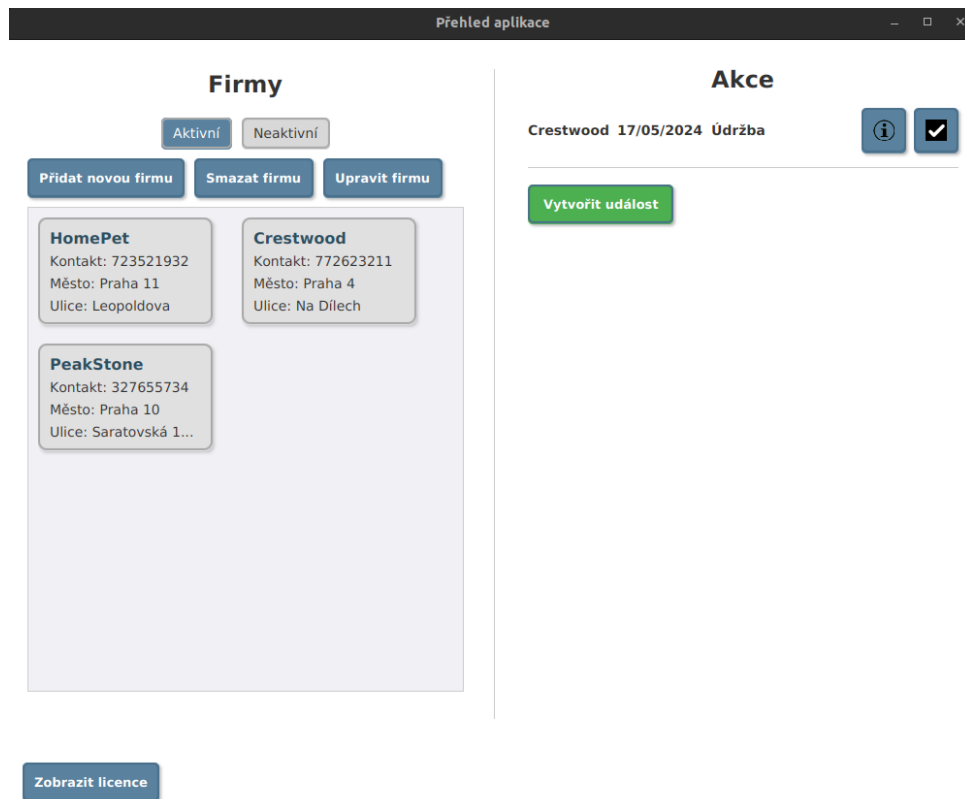 Přehled aplikace
Firmy
Aktivní Neaktivní
Přidat novou firmu Smazat firmu Upravit firmu
HomePet
Kontakt: 723521932
Město: Praha 11
Ulice: Leopoldova
Crestwood
Kontakt: 772623211
Město: Praha 4
Ulice: Na Dílech
PeakStone
Kontakt: 327655734
Město: Praha 10
Ulice: Saratovská 1...
Zobrazit licence
Akce
Crestwood 17/05/2024 Údržba
Vytvořit událost